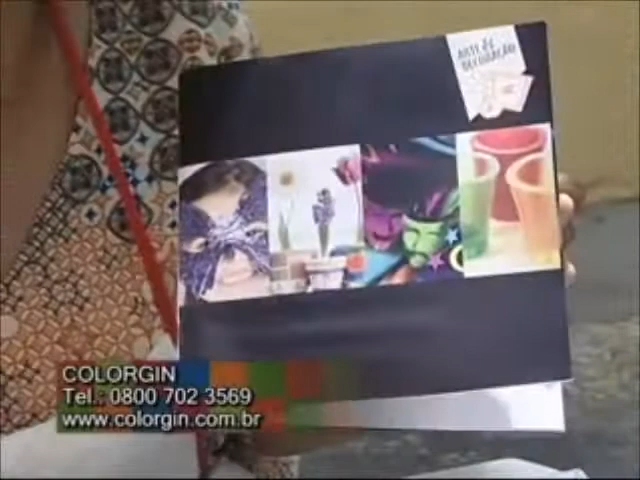 ARTE &
DECORAÇÃO
COLORGIN
Tel.: 0800 702 3569
www.colorgin.com.br